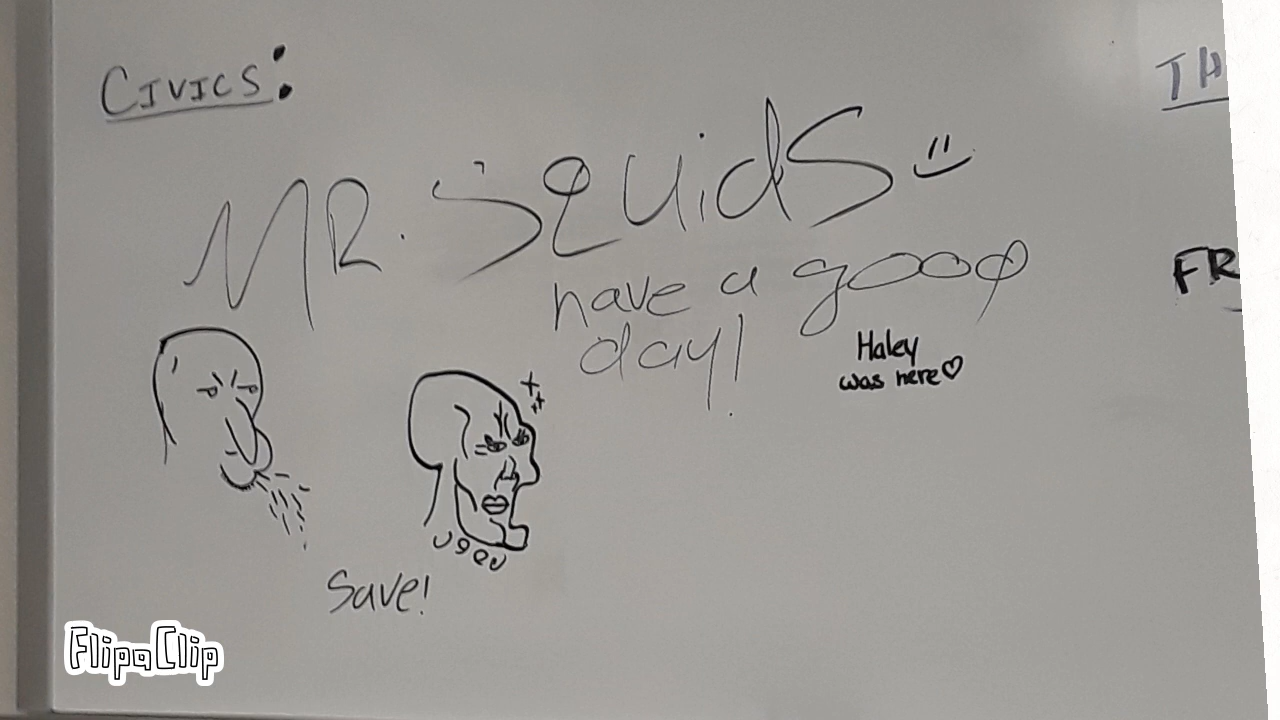 CIVICS:
TH
MR. SquidS
have a good
day!
FR
Haley
was here♡
Save!
FlipaClip